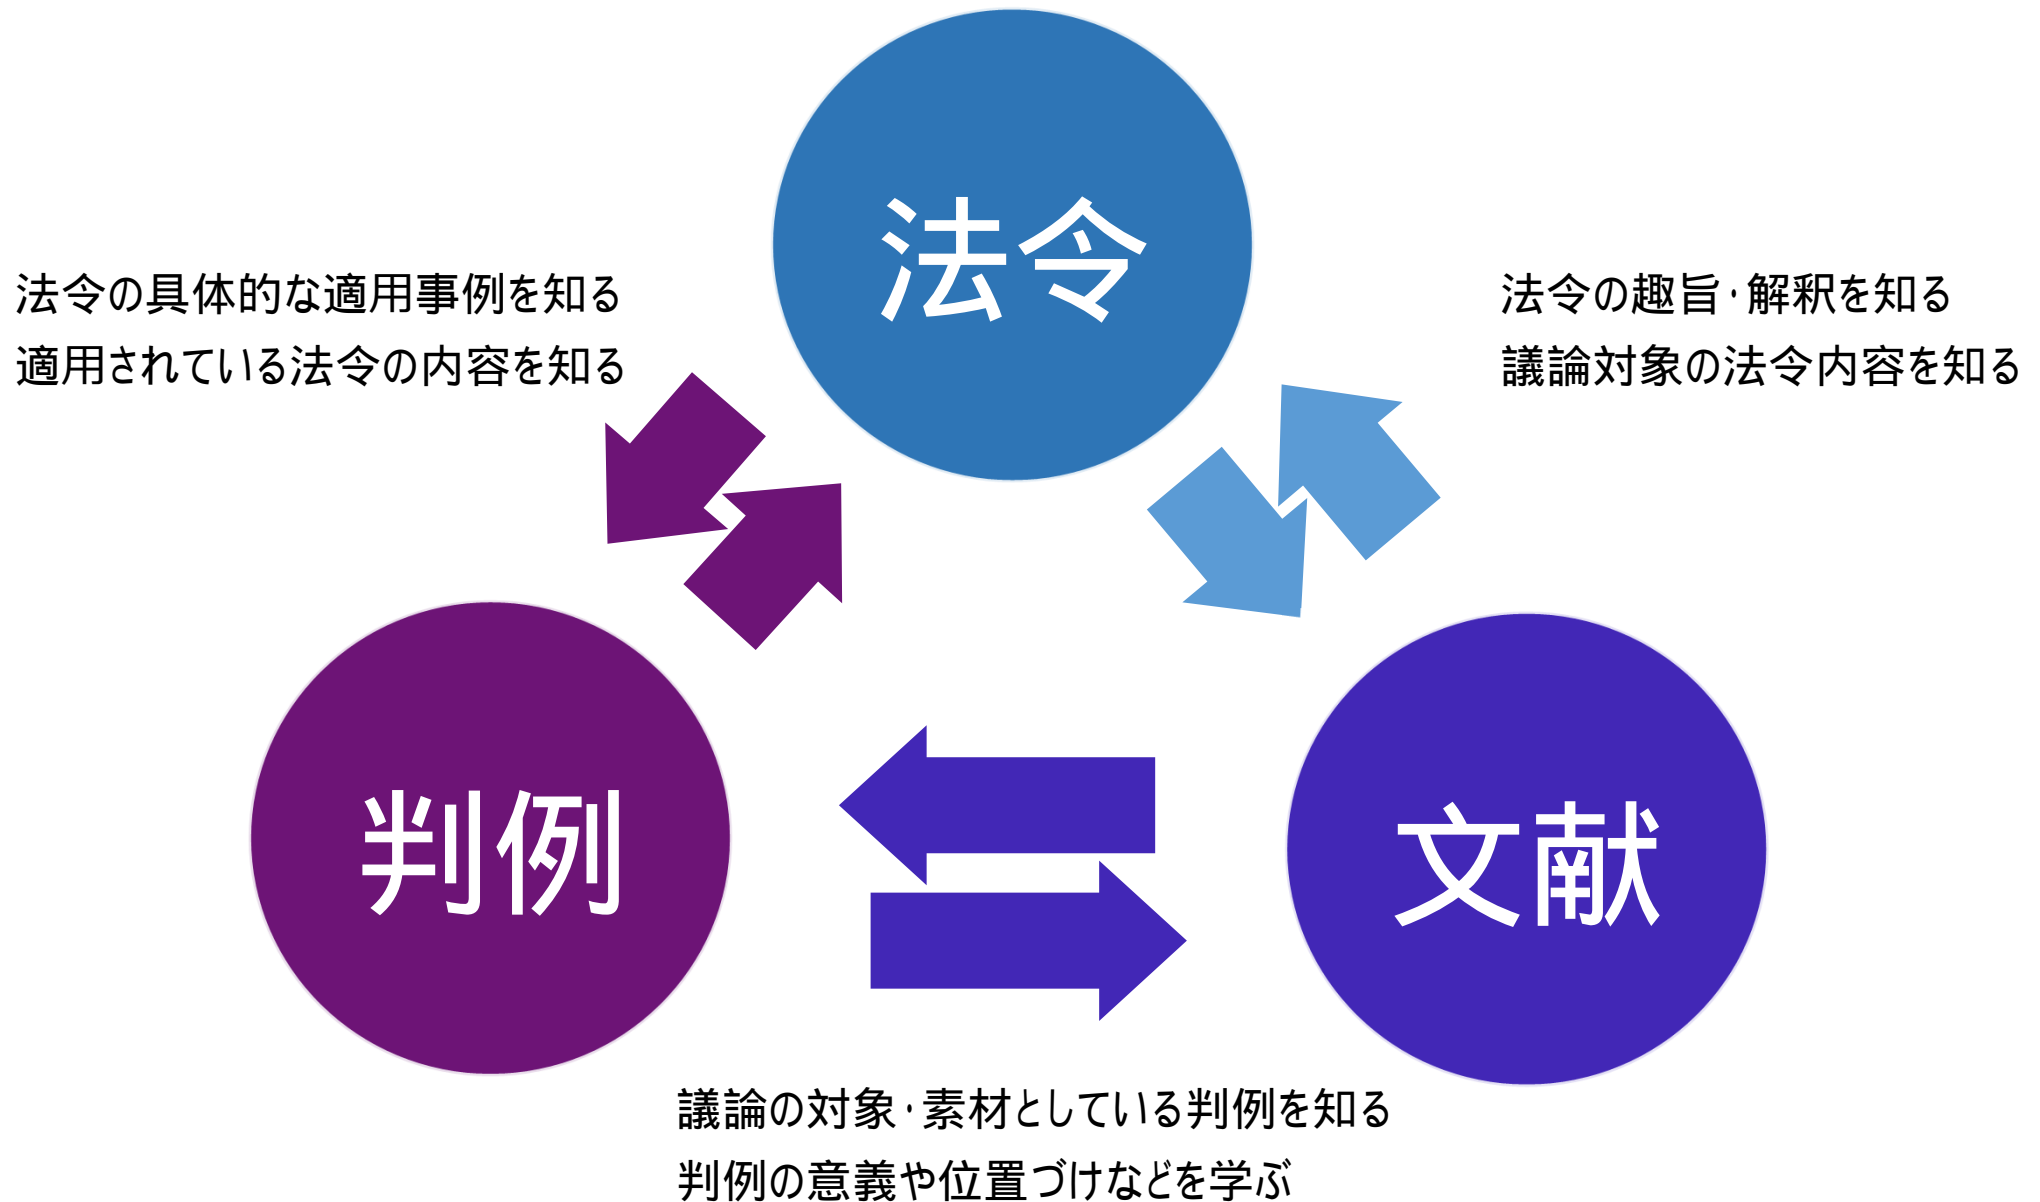 法令
法令の具体的な適用事例を知る
適用されている法令の内容を知る
法令の趣旨・解釈を知る
議論対象の法令内容を知る
判例
文献
議論の対象・素材としている判例を知る
判例の意義や位置づけなどを学ぶ